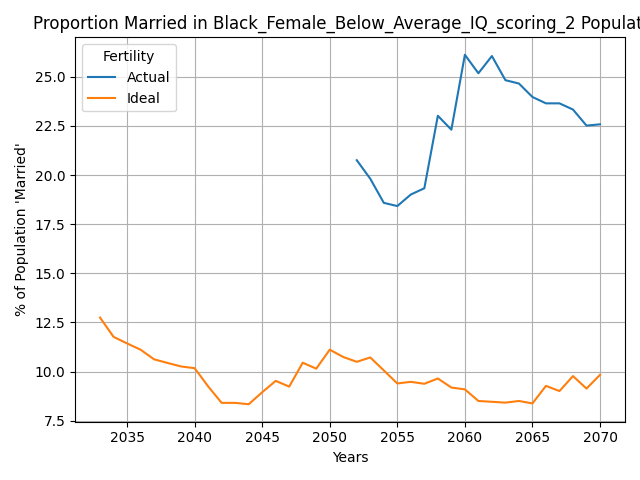 Proportion Married in Black_Female_Below_Average_IQ_scoring_2 Populat
Fertility
Actual
Ideal
25.0
22.5
20.0
17.5
15.0
12.5
10.0
7.5
% of Population 'Married'
2035 2040 2045 2050 2055 2060 2065 2070
Years